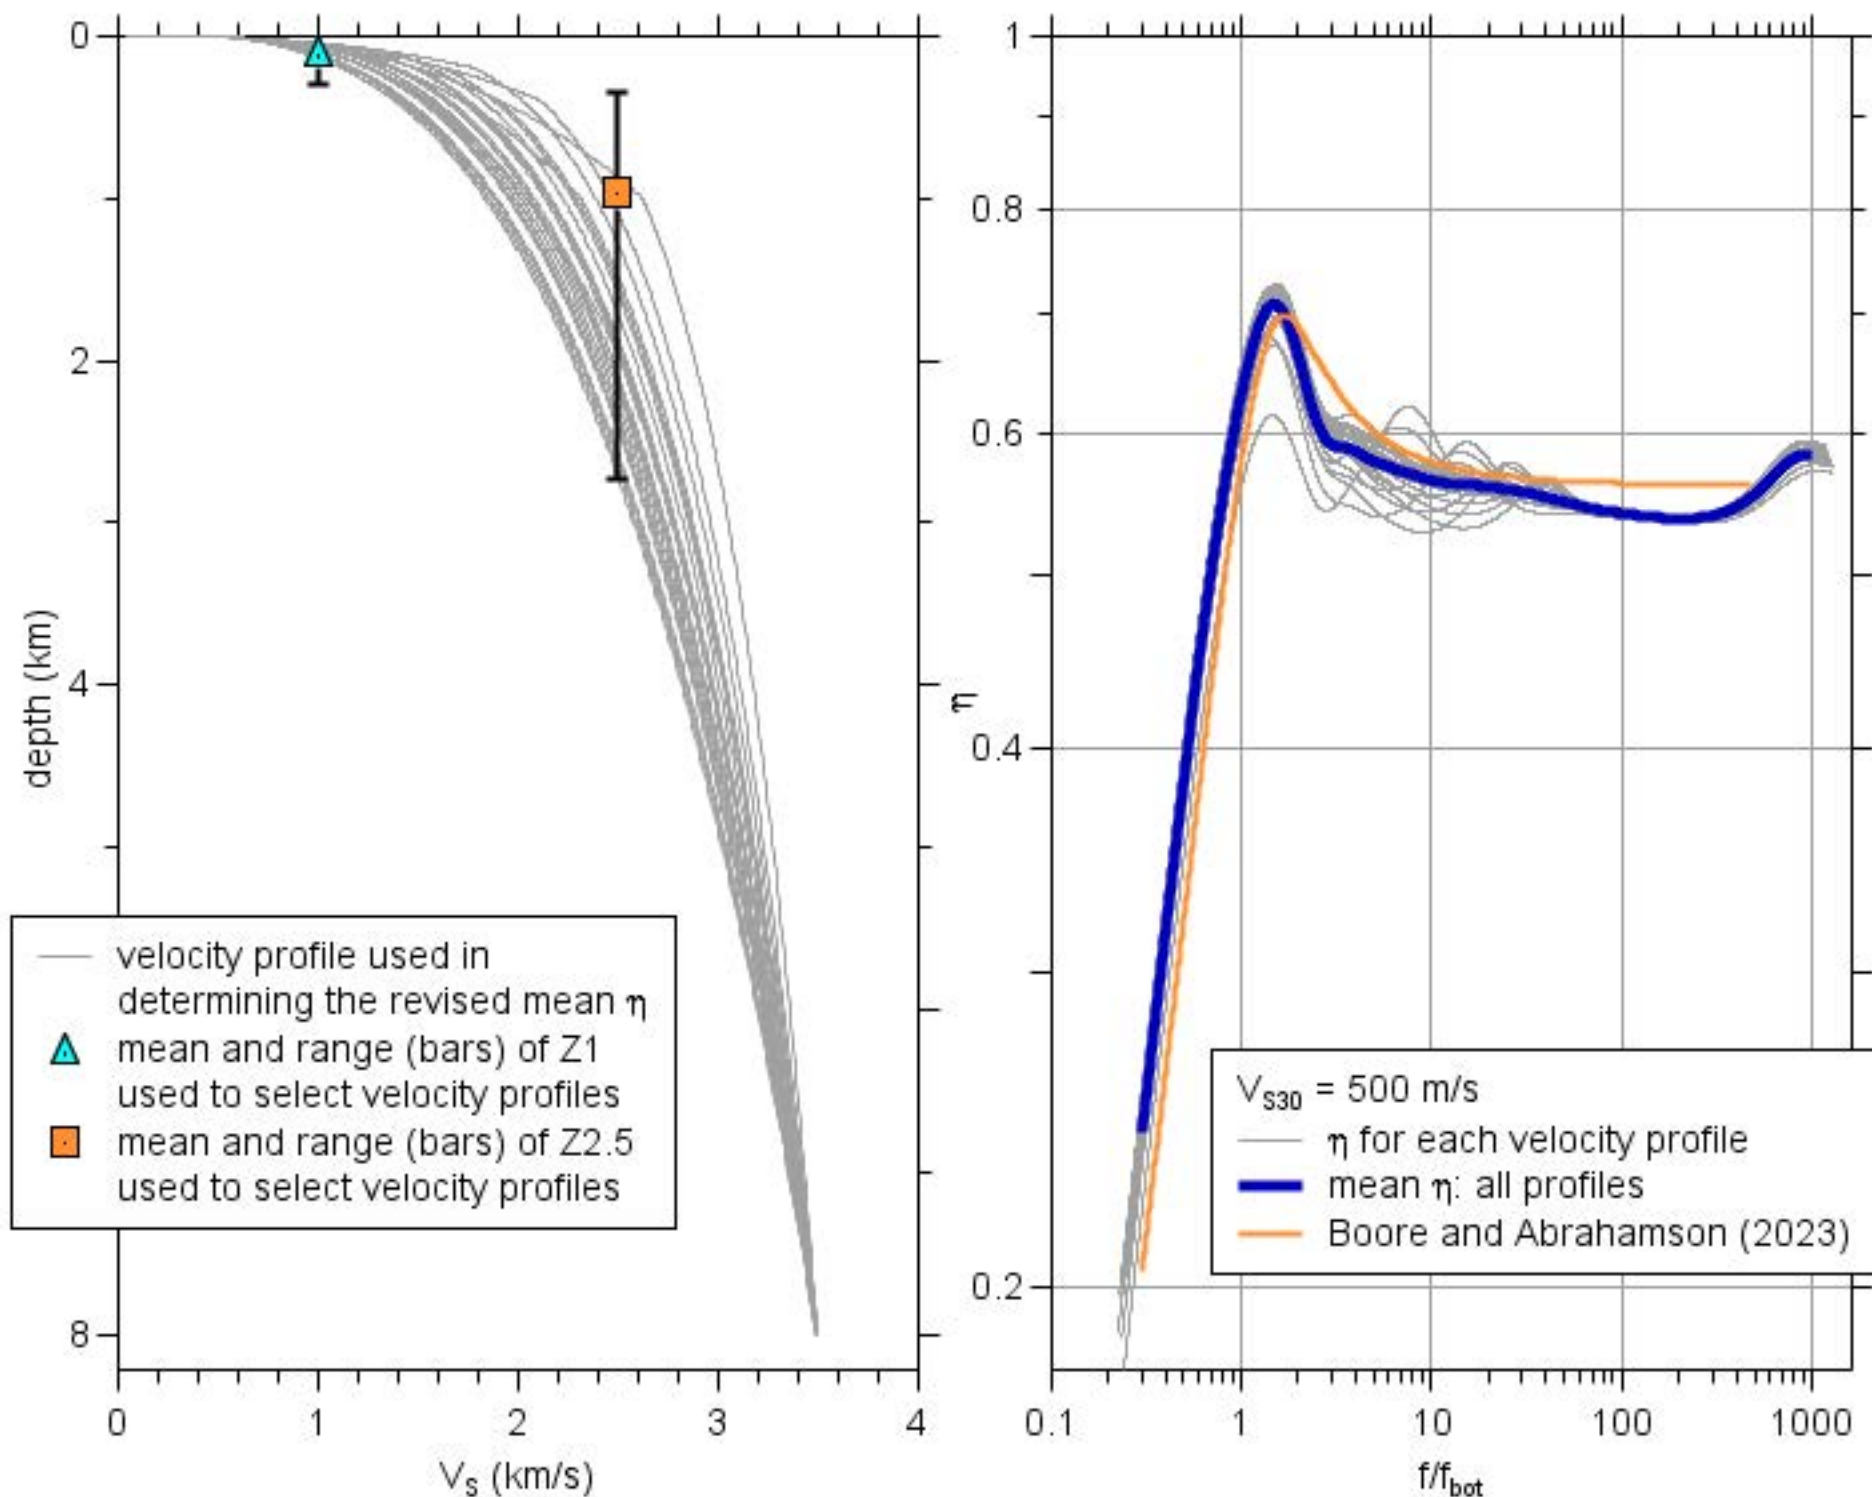 0
2
4
8
depth (km)
0
1
2
3
4
Vs (km/s)
velocity profile used in
determining the revised mean η
mean and range (bars) of Z1
used to select velocity profiles
mean and range (bars) of Z2.5
used to select velocity profiles
1
0.8
0.6
0.4
0.2
η
0.1
1
10
100
1000
f/fbot
VS30 = 500 m/s
η for each velocity profile
mean η: all profiles
Boore and Abrahamson (2023)